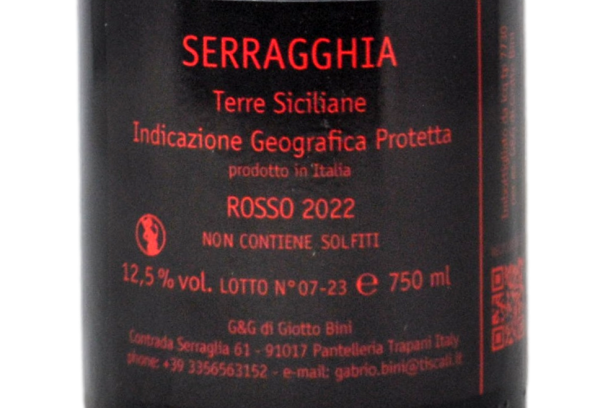 SERRAGGHIA
Terre Siciliane
Indicazione Geografica Protetta
prodotto in Italia
ROSSO 2022
NON CONTIENE SOLFITI
12,5% vol. LOTTO N° 07-23 ℮ 750 ml
G&G di Giotto Bini
Contrada Serraglia 61 - 91017 Pantelleria Trapani Italy
phone: +39 3356563152 - e-mail: gabrio.bini@tiscali.it